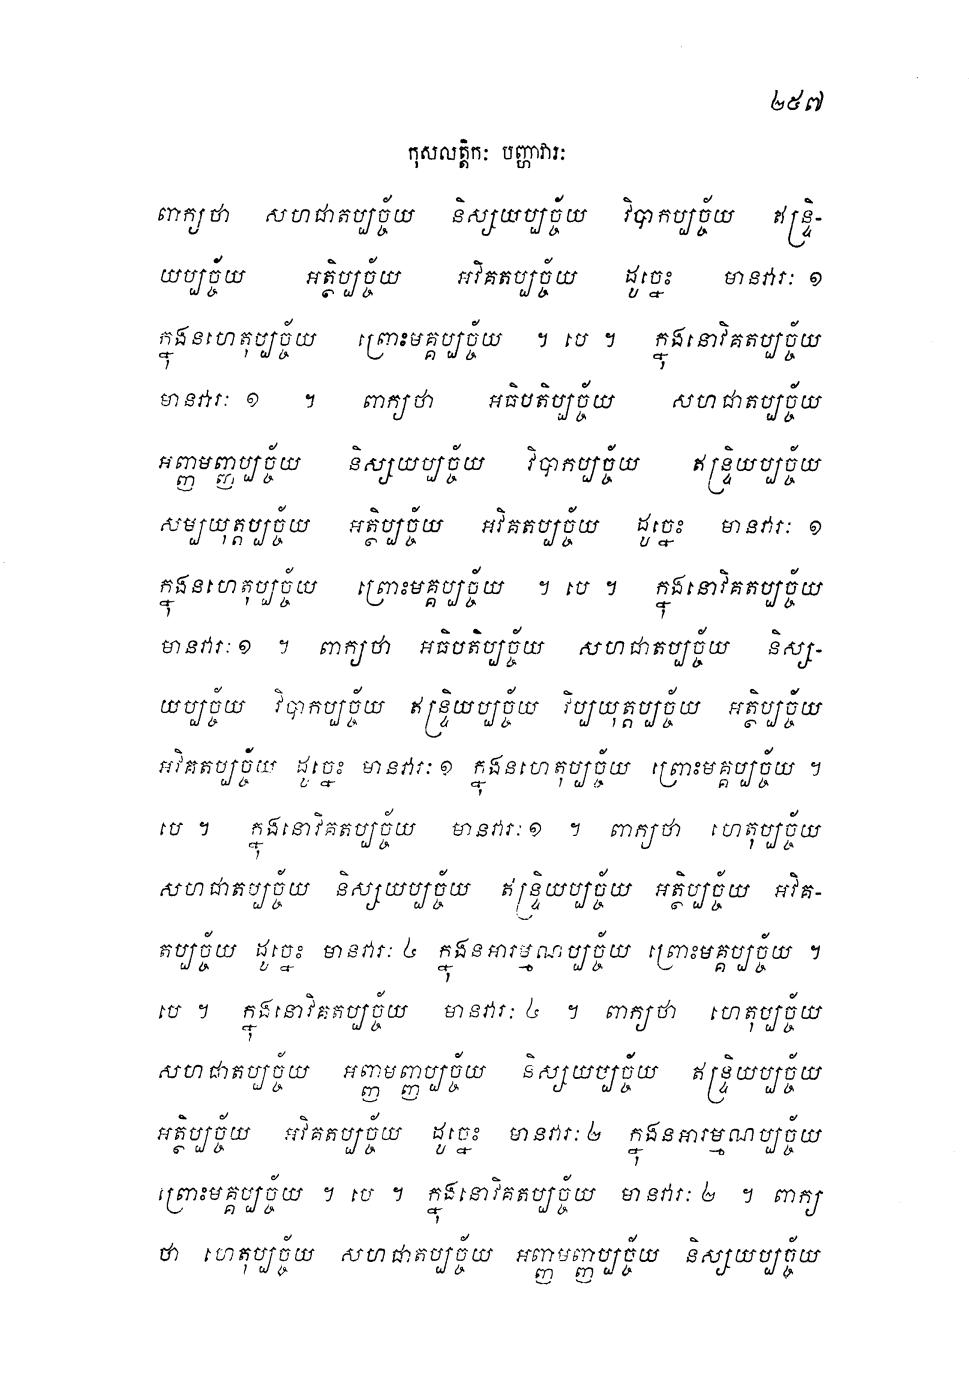 ២៥៧
កុសលត្តិកៈ បញ្ហាវារៈ
ពាក្យថា សហជាតប្បច្ច័យ និស្សយប្បច្ច័យ វិបាកប្បច្ច័យ ឥន្ទ្រិ-
យប្បច្ច័យ អត្ថិប្បច្ច័យ អវិគតប្បច្ច័យ ដូច្នេះ មានវារៈ ១
ក្នុងនហេតុប្បច្ច័យ ព្រោះមគ្គប្បច្ច័យ ។ បេ ។ ក្នុងនោវិគតប្បច្ច័យ
មានវារៈ ១ ។ ពាក្យថា អធិបតិប្បច្ច័យ សហជាតប្បច្ច័យ
អញ្ញមញ្ញប្បច្ច័យ និស្សយប្បច្ច័យ វិបាកប្បច្ច័យ ឥន្ទ្រិយប្បច្ច័យ
សម្បយុត្តប្បច្ច័យ អត្ថិប្បច្ច័យ អវិគតប្បច្ច័យ ដូច្នេះ មានវារៈ ១
ក្នុងនហេតុប្បច្ច័យ ព្រោះមគ្គប្បច្ច័យ ។ បេ ។ ក្នុងនោវិគតប្បច្ច័យ
មានវារៈ ១ ។ ពាក្យថា អធិបតិប្បច្ច័យ សហជាតប្បច្ច័យ និស្ស-
យប្បច្ច័យ វិបាកប្បច្ច័យ ឥន្ទ្រិយប្បច្ច័យ វិប្បយុត្តប្បច្ច័យ អត្ថិប្បច្ច័យ
អវិគតប្បច្ច័យ ដូច្នេះ មានវារៈ ១ ក្នុងនហេតុប្បច្ច័យ ព្រោះមគ្គប្បច្ច័យ ។
បេ ។ ក្នុងនោវិគតប្បច្ច័យ មានវារៈ ១ ។ ពាក្យថា ហេតុប្បច្ច័យ
សហជាតប្បច្ច័យ និស្សយប្បច្ច័យ ឥន្ទ្រិយប្បច្ច័យ អត្ថិប្បច្ច័យ អវិគ-
តប្បច្ច័យ ដូច្នេះ មានវារៈ ៤ ក្នុងនអារម្មណប្បច្ច័យ ព្រោះមគ្គប្បច្ច័យ ។
បេ ។ ក្នុងនោវិគតប្បច្ច័យ មានវារៈ ៤ ។ ពាក្យថា ហេតុប្បច្ច័យ
សហជាតប្បច្ច័យ អញ្ញមញ្ញប្បច្ច័យ និស្សយប្បច្ច័យ ឥន្ទ្រិយប្បច្ច័យ
អត្ថិប្បច្ច័យ អវិគតប្បច្ច័យ ដូច្នេះ មានវារៈ ២ ក្នុងនអារម្មណប្បច្ច័យ
ព្រោះមគ្គប្បច្ច័យ ។ បេ ។ ក្នុងនោវិគតប្បច្ច័យ មានវារៈ ២ ។ ពាក្យ
ថា ហេតុប្បច្ច័យ សហជាតប្បច្ច័យ អញ្ញមញ្ញប្បច្ច័យ និស្សយប្បច្ច័យ